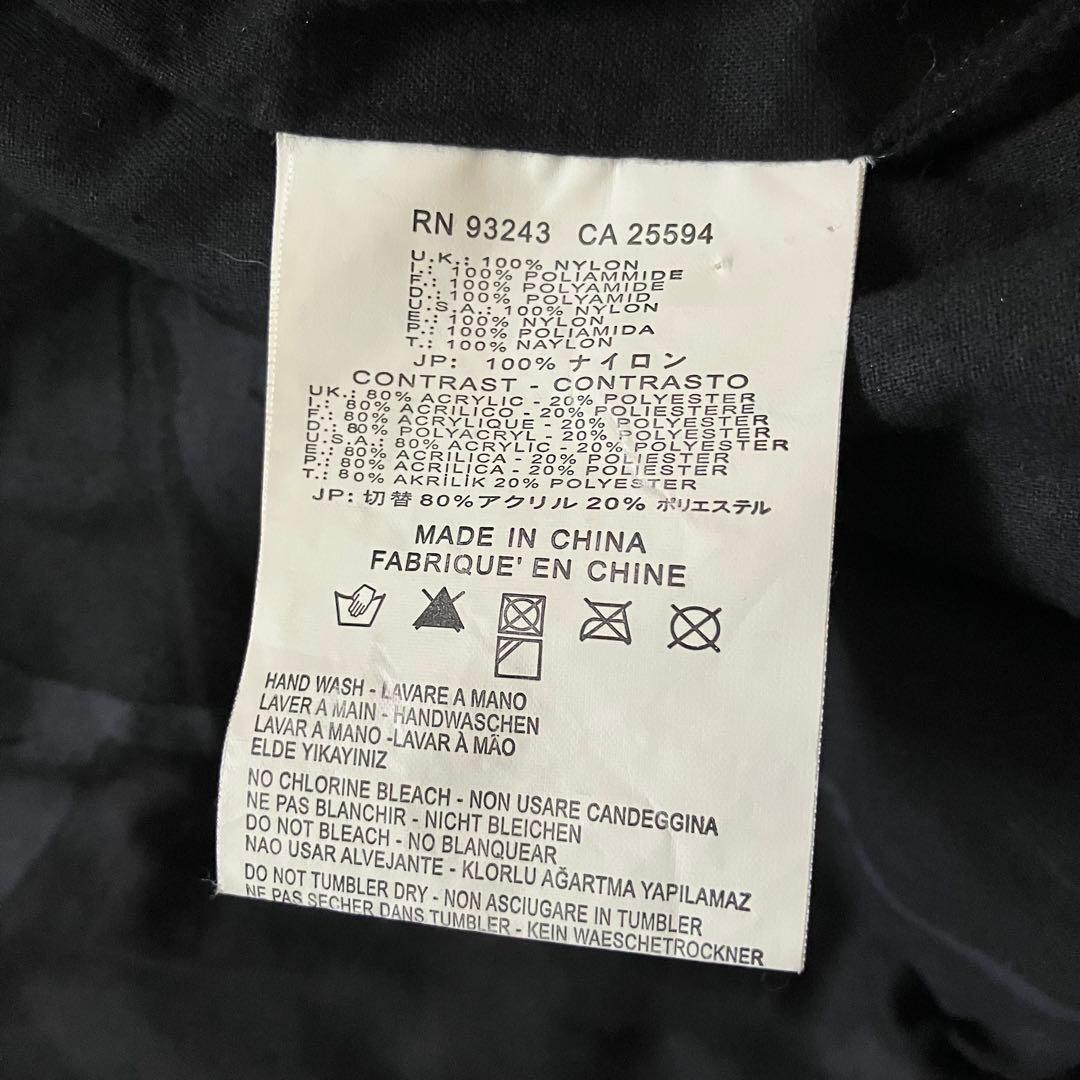 RN 93243 CA 25594
U.K.: 100% NYLON
I.: 100% POLIAMMIDE
F.: 100% POLYAMIDE
D.: 100% POLYAMID
U.S.A.: 100% NYLON
E.: 100% NYLON
P.: 100% POLIAMIDA
T.: 100% NAYLON
JP: 100% ナイロン
CONTRAST - CONTRASTO
UK.: 80% ACRYLIC - 20% POLYESTER
I.: 80% ACRILICO - 20% POLIESTERE
F.: 80% ACRYLIQUE - 20% POLYESTER
D.: 80% POLYACRYL - 20% POLYESTER
U.S.A.: 80% ACRYLIC - 20% POLYESTER
E.: 80% ACRILICA - 20% POLIESTER
P.: 80% ACRILICA - 20% POLIESTER
T.: 80% AKRİLİK 20% POLYESTER
JP: 切替 80%アクリル 20% ポリエステル
MADE IN CHINA
FABRIQUE' EN CHINE
HAND WASH - LAVARE A MANO
LAVER A MAIN - HANDWASCHEN
LAVAR A MANO -LAVAR À MÃO
ELDE YIKAYINIZ
NO CHLORINE BLEACH - NON USARE CANDEGGINA
NE PAS BLANCHIR - NICHT BLEICHEN
DO NOT BLEACH - NO BLANQUEAR
NAO USAR ALVEJANTE - KLORLU AĞARTMA YAPILAMAZ
DO NOT TUMBLER DRY - NON ASCIUGARE IN TUMBLER
NE PAS SECHER DANS TUMBLER - KEIN WAESCHETROCKNER